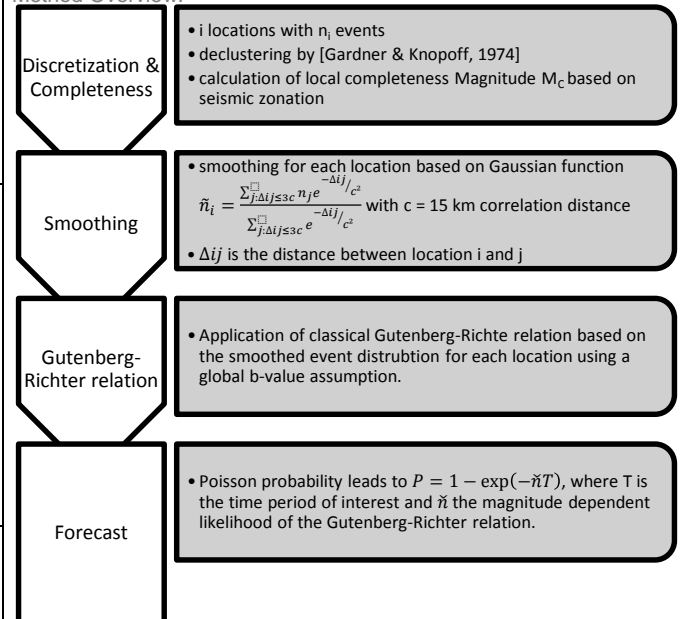 Method Overview
Discretization &
Completeness
• i locations with nᵢ events
• declustering by [Gardner & Knopoff, 1974]
• calculation of local completeness Magnitude M_C based on
seismic zonation
Smoothing
• smoothing for each location based on Gaussian function
ñᵢ = (∑_{j:Δij≤3c}^{⬚} nⱼe^{−Δij/c²}) / (∑_{j:Δij≤3c}^{⬚} e^{−Δij/c²}) with c = 15 km correlation distance
• Δij is the distance between location i and j
Gutenberg-
Richter relation
• Application of classical Gutenberg-Richte relation based on
the smoothed event distrubtion for each location using a
global b-value assumption.
Forecast
• Poisson probability leads to P = 1 − exp(−ňT), where T is
the time period of interest and ň the magnitude dependent
likelihood of the Gutenberg-Richter relation.